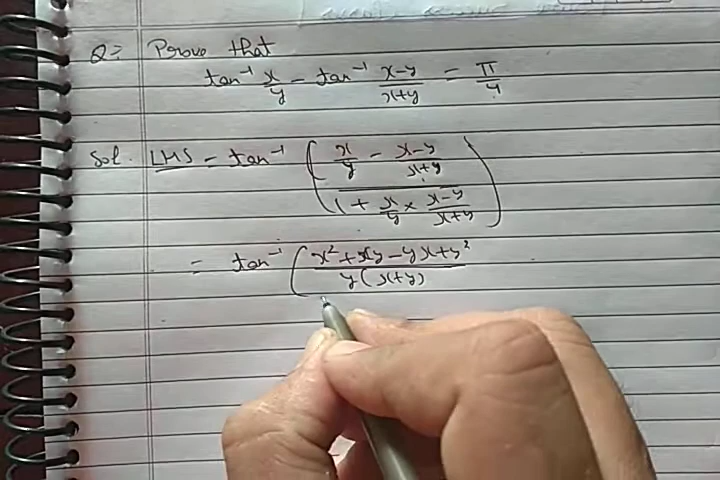 Q: Prove that
tan⁻¹ x/y - tan⁻¹ (x-y)/(x+y) = π/4
Sol. LHS = tan⁻¹ ( (x/y - (x-y)/(x+y)) / (1 + x/y × (x-y)/(x+y)) )
= tan⁻¹ ( (x² + xy - yx + y²) / (y(x+y))